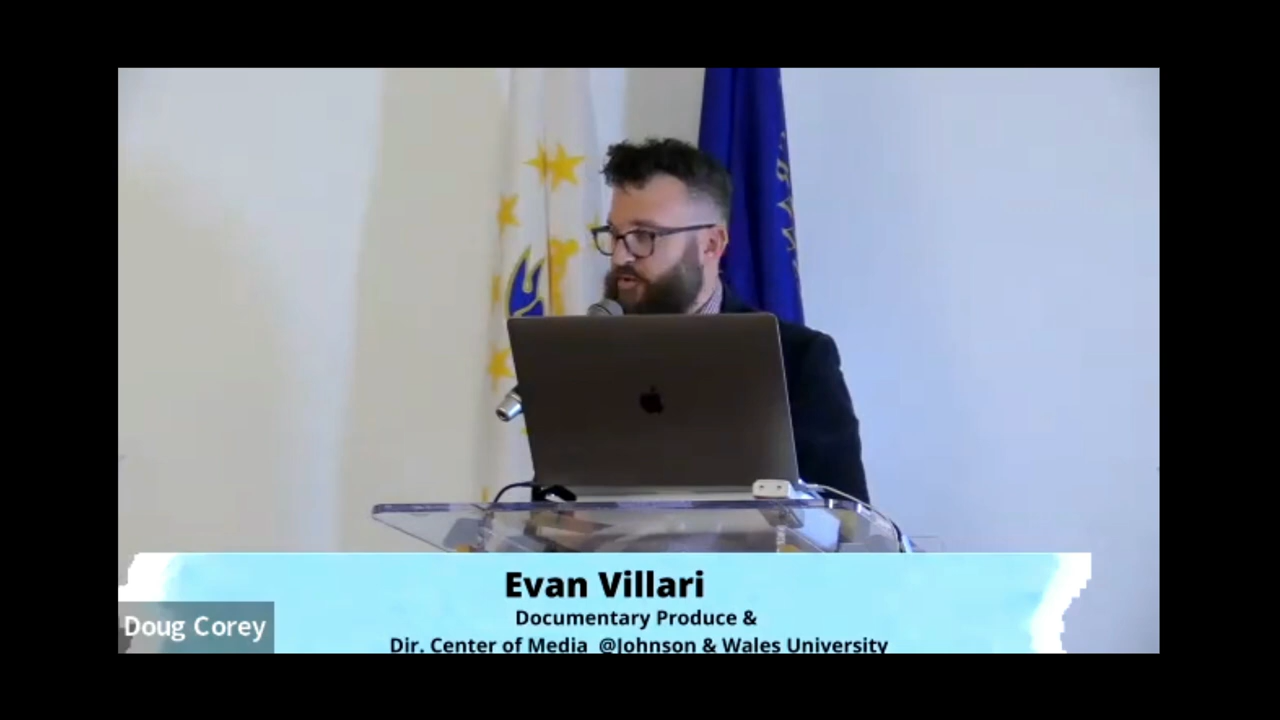 Evan Villari
Documentary Produce &
Dir. Center of Media @Johnson & Wales University
Doug Corey